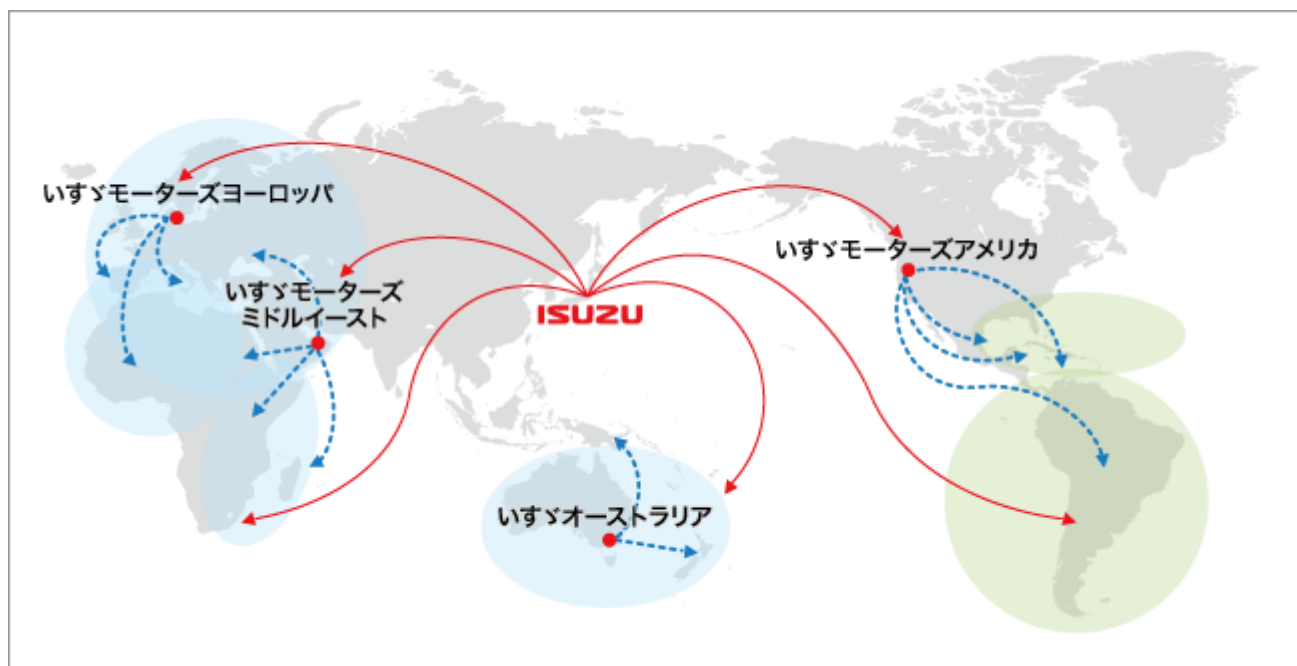 いすゞモーターズヨーロッパ
いすゞモーターズアメリカ
いすゞモーターズ
ミドルイースト
ISUZU
いすゞオーストラリア